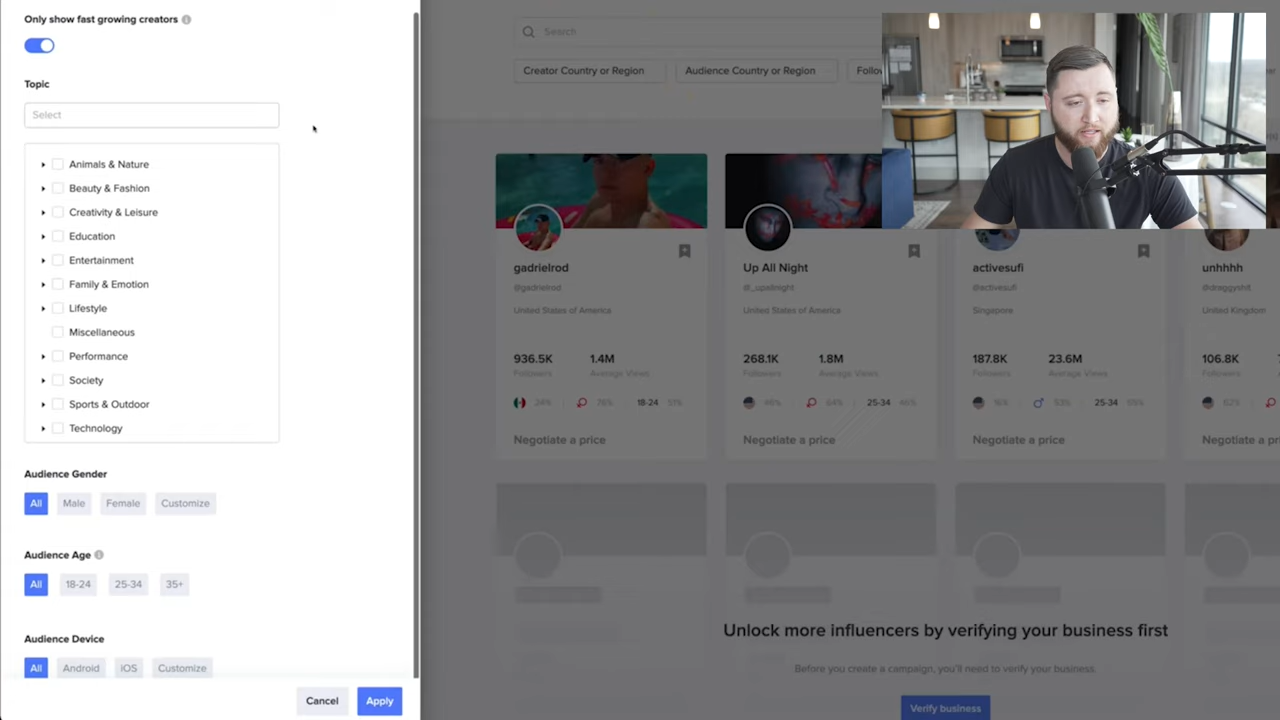 Only show fast growing creators
Topic
Select
Animals & Nature
Beauty & Fashion
Creativity & Leisure
Education
Entertainment
Family & Emotion
Lifestyle
Miscellaneous
Performance
Society
Sports & Outdoor
Technology
Audience Gender
All Male Female Customize
Audience Age
All 18-24 25-34 35+
Audience Device
All Android iOS Customize
Cancel Apply
Search
Creator Country or Region Audience Country or Region Follow
gadrielrod
@gadrielrod
United States of America
936.5K 1.4M
Followers Average Views
24% 76% 18-24 51%
Negotiate a price
Up All Night
United States of America
268.1K 1.8M
Followers Average Views
46% 64% 25-34 46%
Negotiate a price
activesufi
@activesufi
Singapore
187.8K 23.6M
Followers Average Views
16% 93% 25-34 55%
Negotiate a price
unhhhh
United Kingdom
106.8K
Followers
62%
Negotiate a pri
Unlock more influencers by verifying your business first
Before you create a campaign, you'll need to verify your business.
Verify business